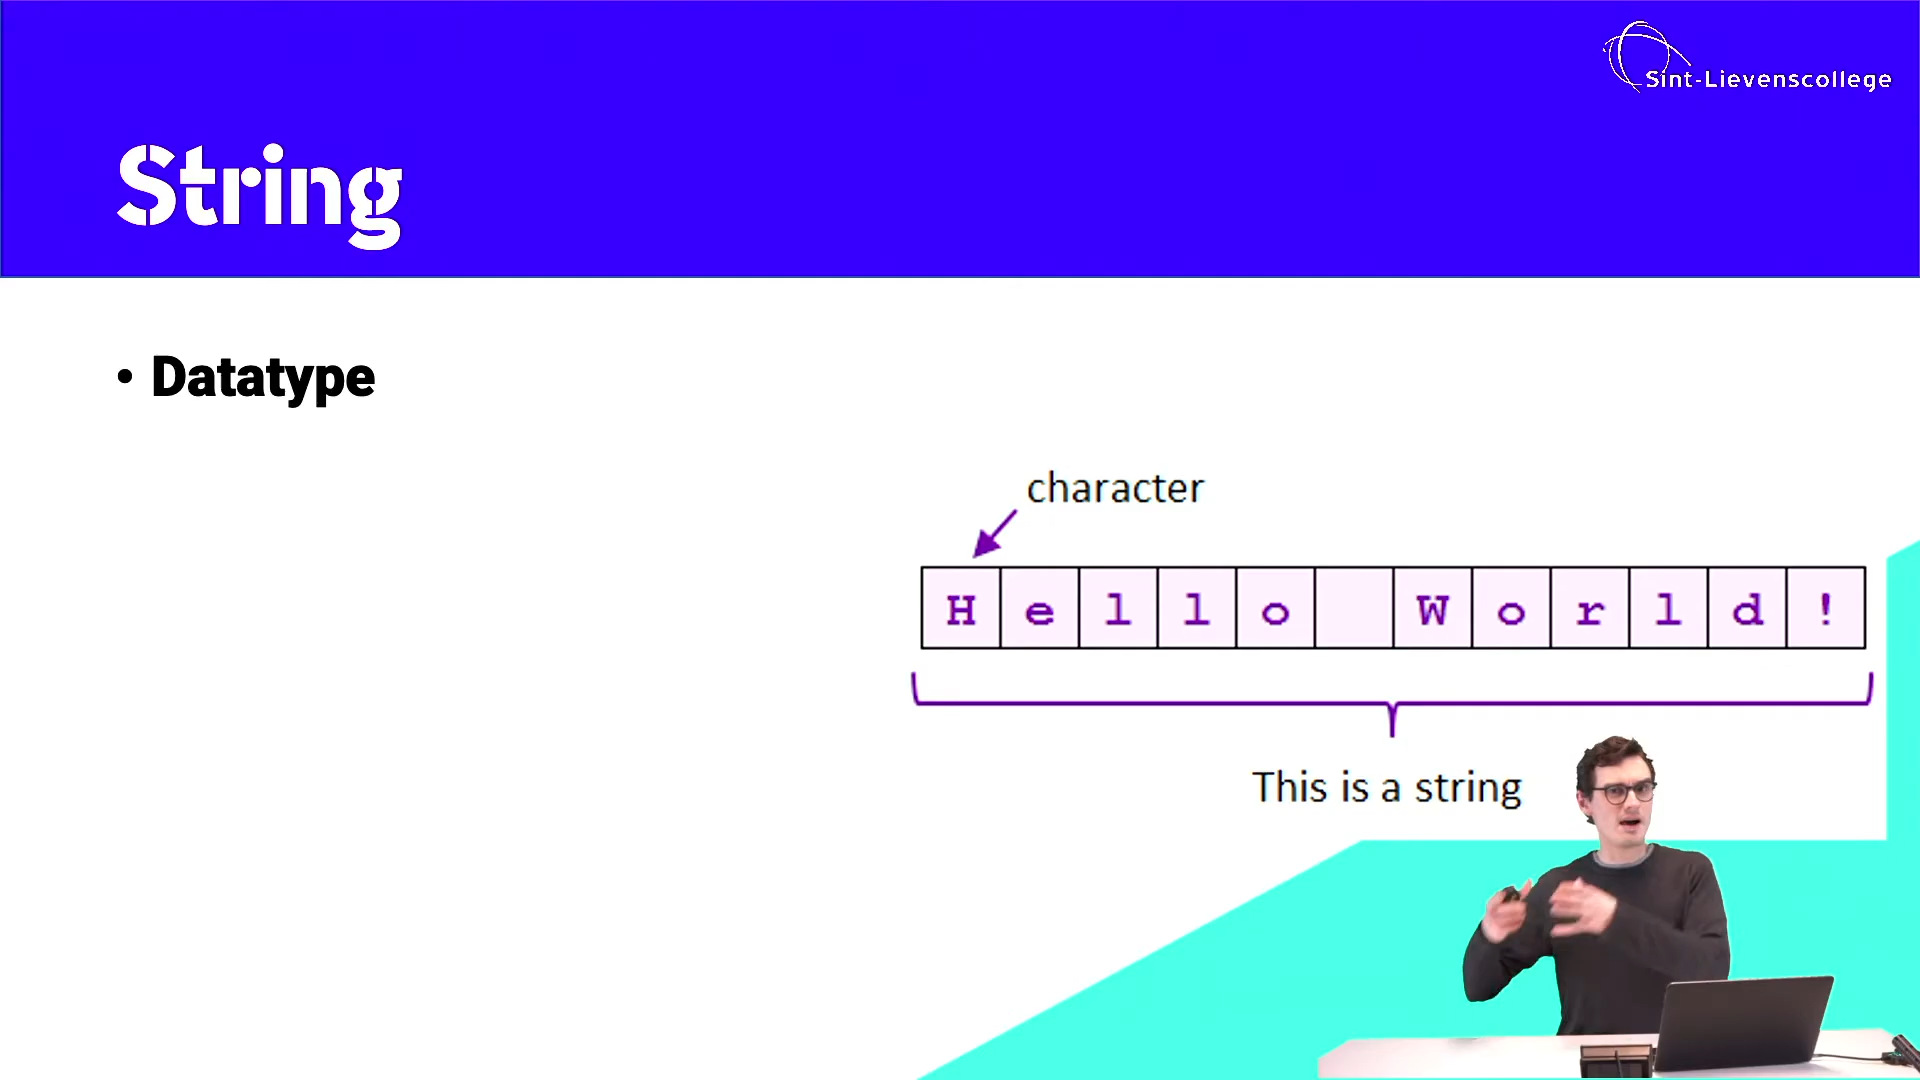 Sint-Lievenscollege
String
• Datatype
character
H e l l o W o r l d !
This is a string